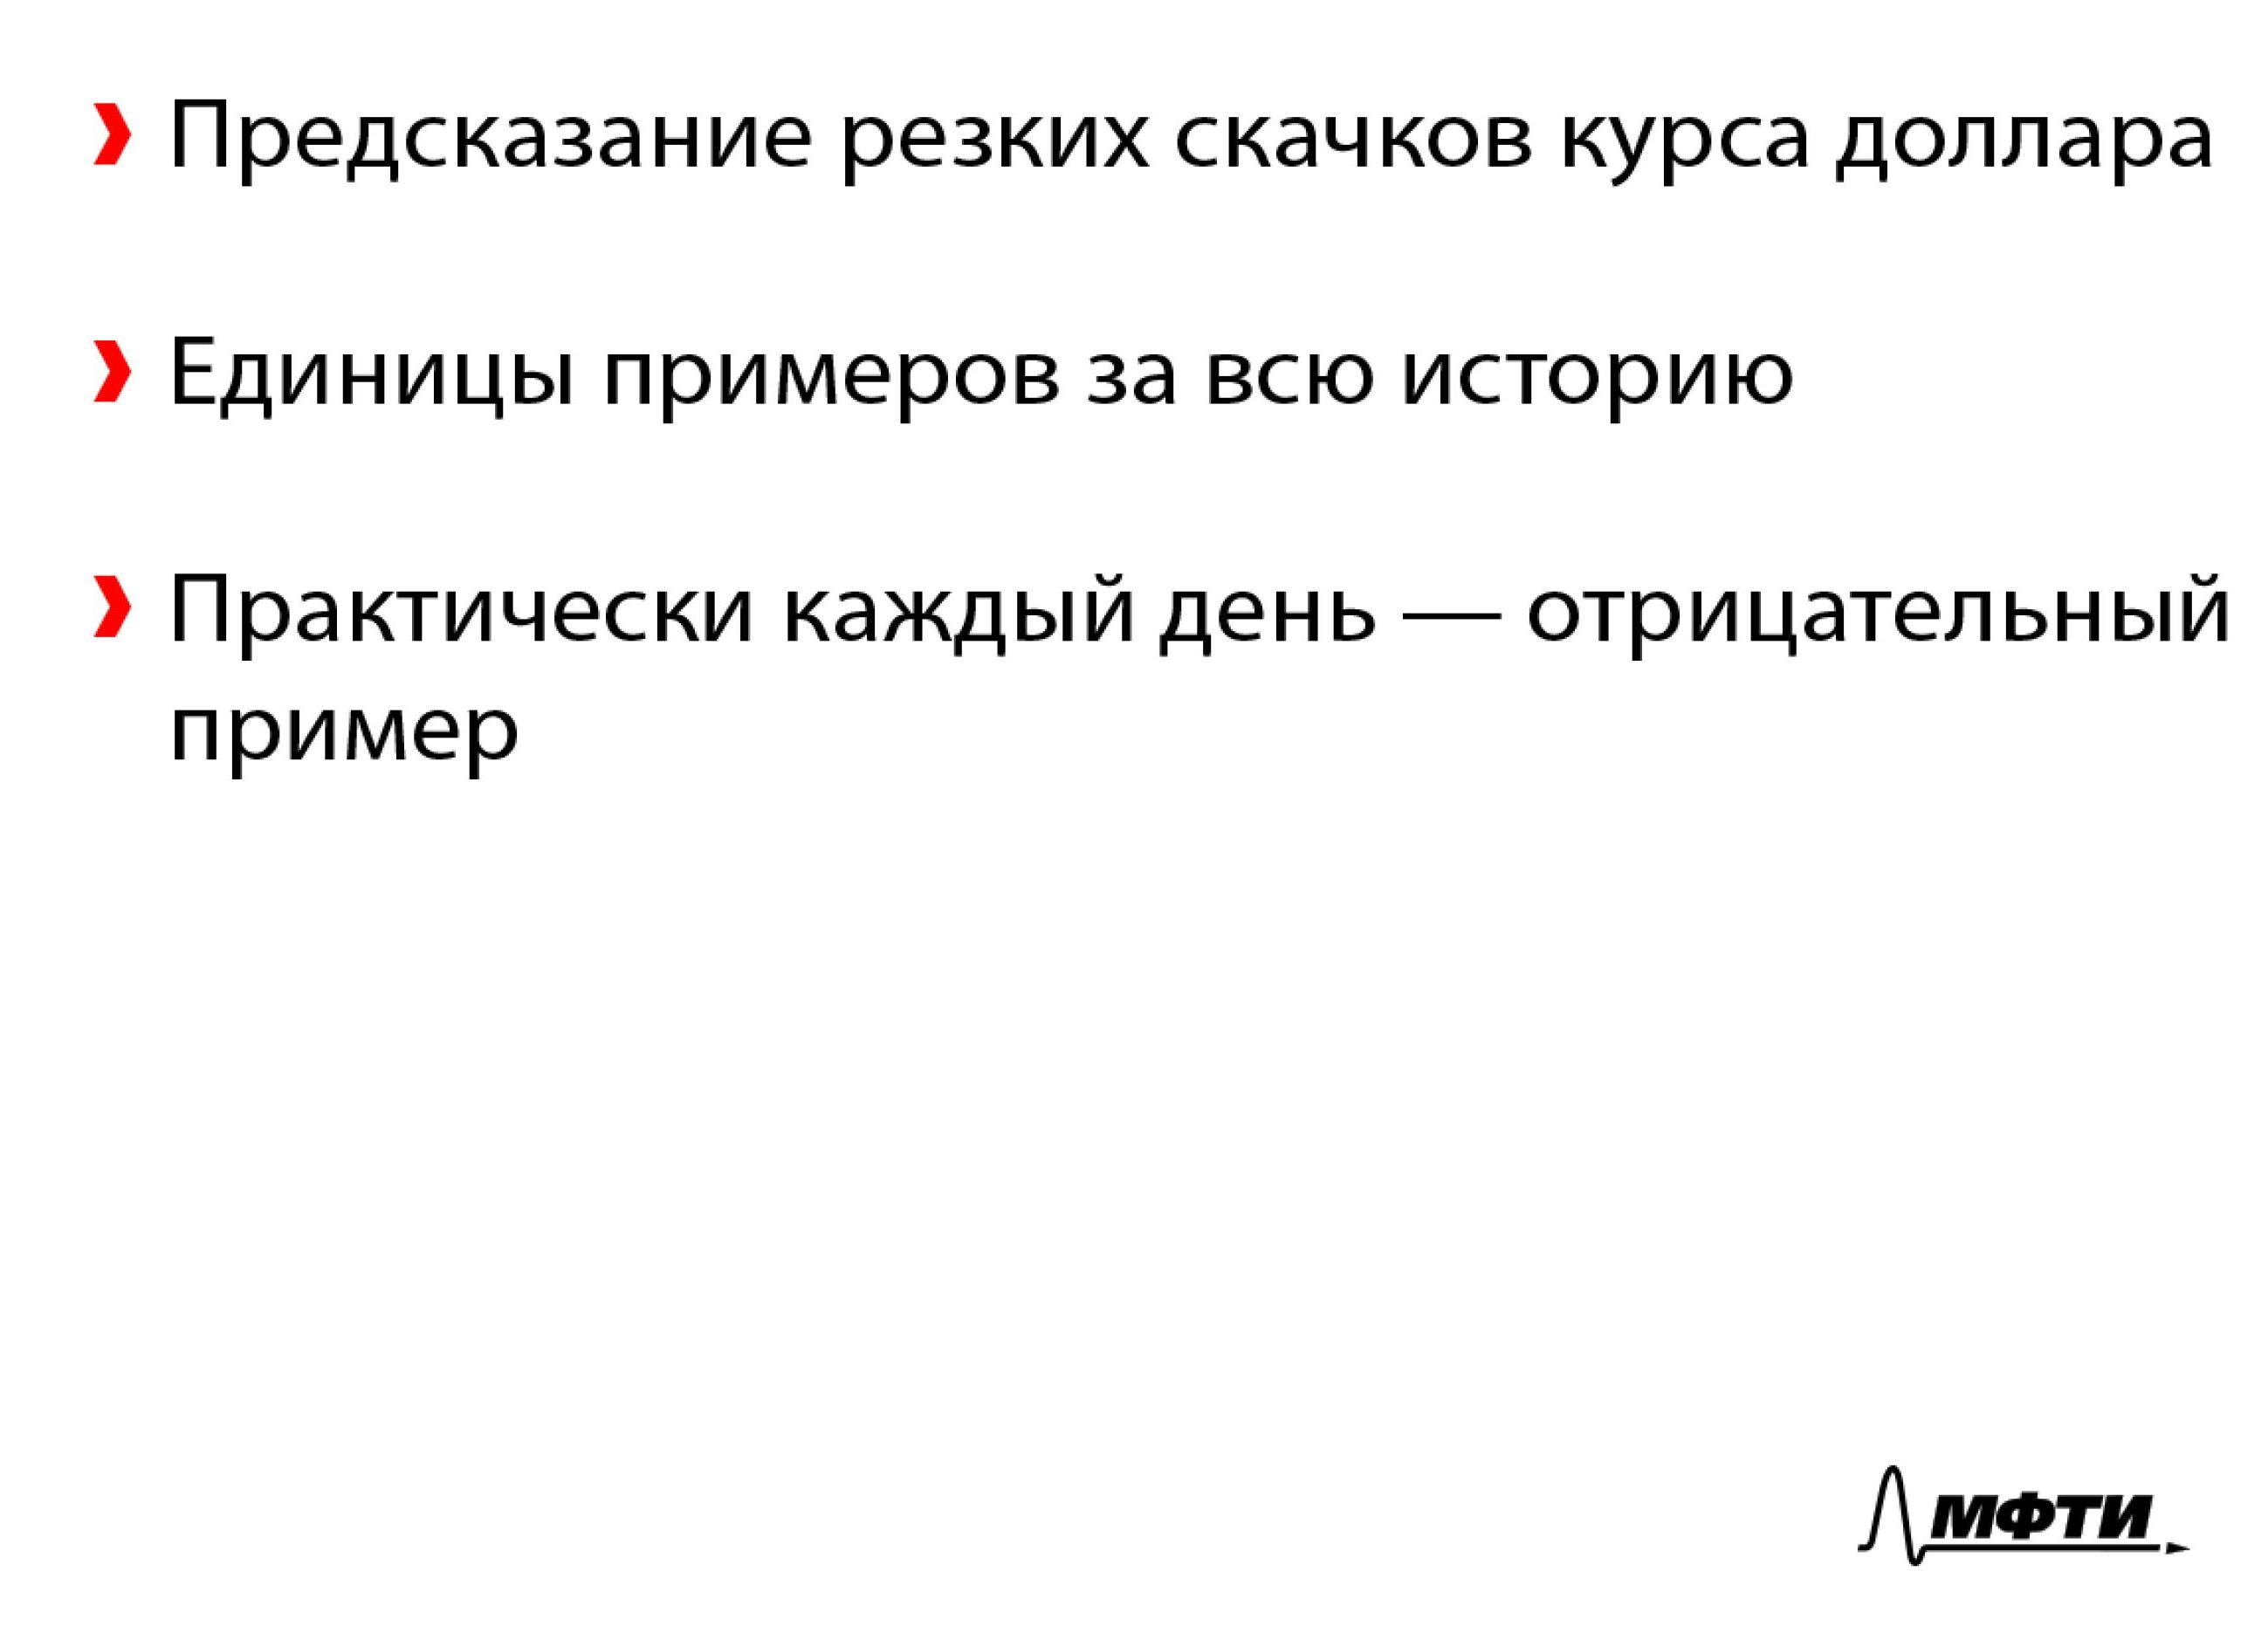 Предсказание резких скачков курса доллара
Единицы примеров за всю историю
Практически каждый день — отрицательный
пример
МФТИ